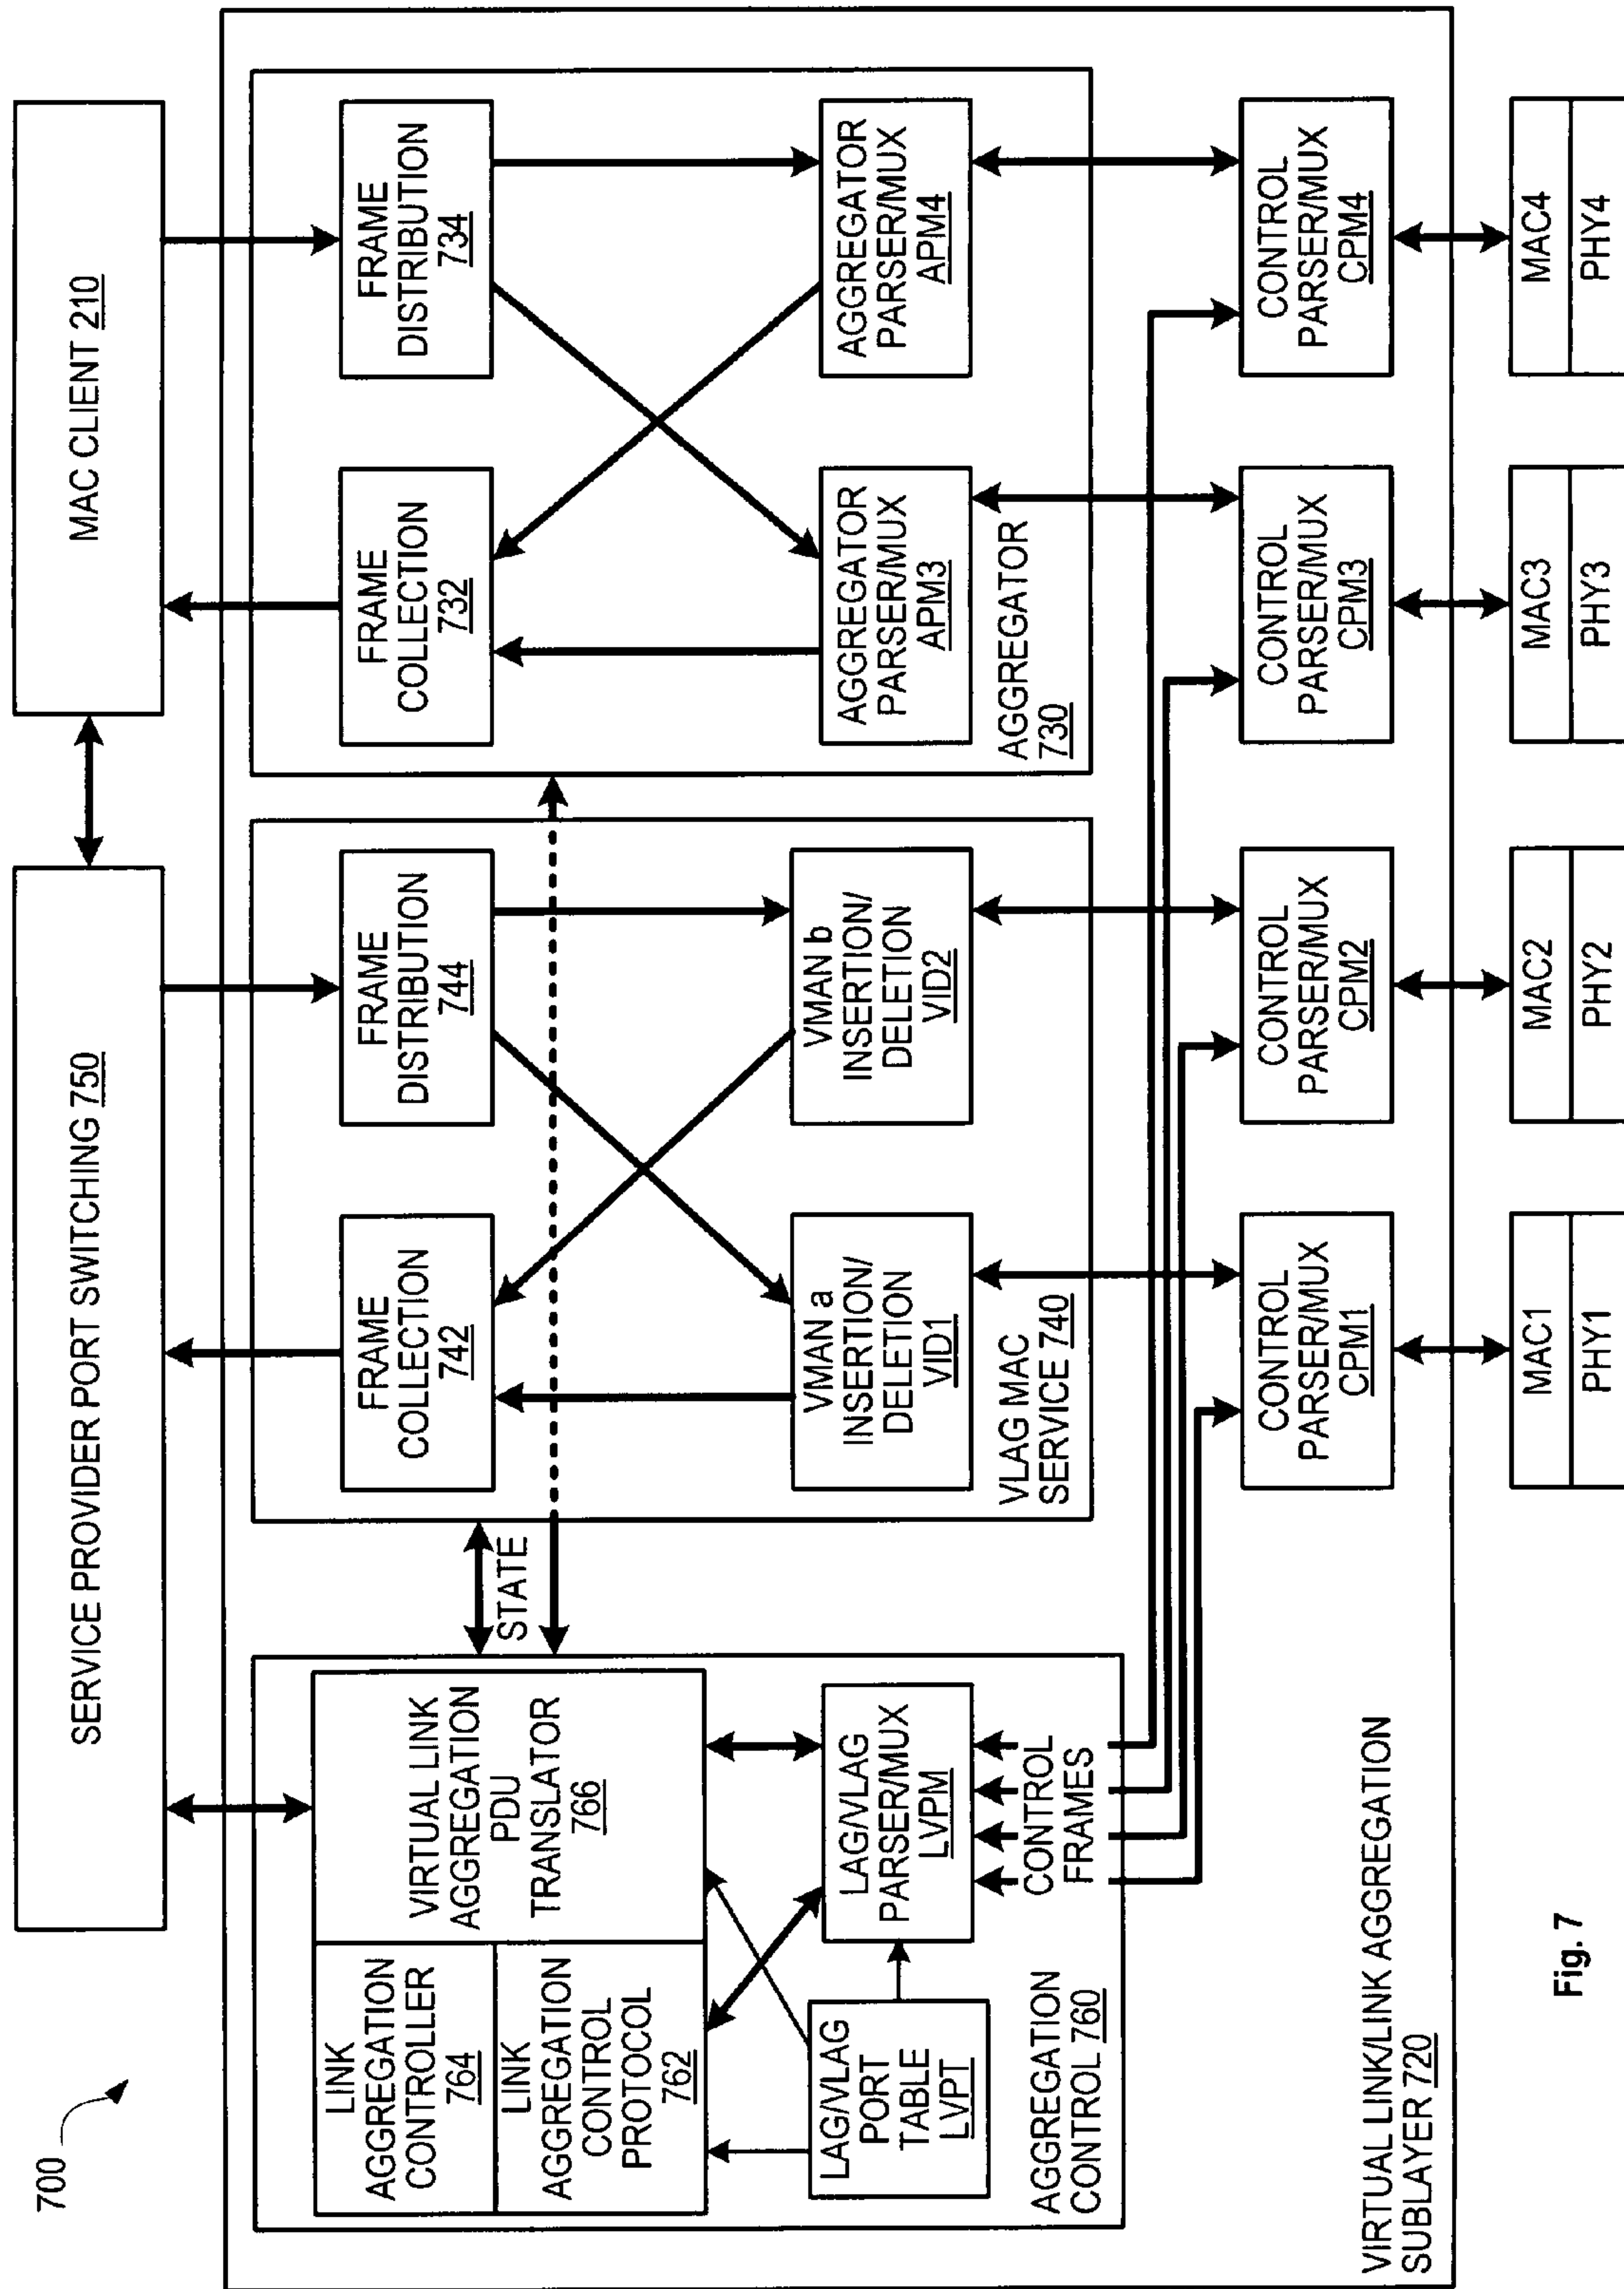 700
SERVICE PROVIDER PORT SWITCHING 750
MAC CLIENT 210
LINK
AGGREGATION
CONTROLLER
764
LINK
AGGREGATION
CONTROL
PROTOCOL
762
VIRTUAL LINK
AGGREGATION
PDU
TRANSLATOR
766
LAG/VLAG
PORT
TABLE
LVPT
LAG/VLAG
PARSER/MUX
LVPM
AGGREGATION
CONTROL 760
CONTROL
FRAMES
STATE
FRAME
COLLECTION
742
FRAME
DISTRIBUTION
744
VMAN a
INSERTION/
DELETION
VID1
VMAN b
INSERTION/
DELETION
VID2
VLAG MAC
SERVICE 740
FRAME
COLLECTION
732
FRAME
DISTRIBUTION
734
AGGREGATOR
PARSER/MUX
APM3
AGGREGATOR
PARSER/MUX
APM4
AGGREGATOR
730
CONTROL
PARSER/MUX
CPM1
CONTROL
PARSER/MUX
CPM2
CONTROL
PARSER/MUX
CPM3
CONTROL
PARSER/MUX
CPM4
VIRTUAL LINK/LINK AGGREGATION
SUBLAYER 720
MAC1
PHY1
MAC2
PHY2
MAC3
PHY3
MAC4
PHY4
Fig. 7